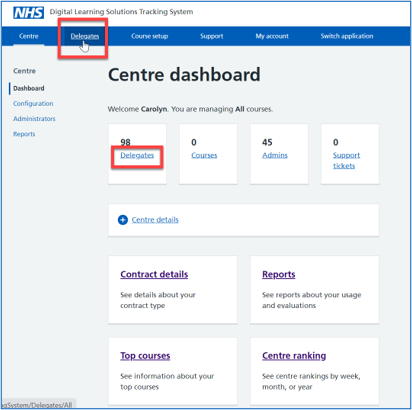 NHS Digital Learning Solutions Tracking System
Centre Delegates Course setup Support My account Switch application
Centre
Dashboard
Configuration
Administrators
Reports
Centre dashboard
Welcome Carolyn. You are managing All courses.
98 0 45 0
Delegates Courses Admins Support
tickets
Centre details
Contract details Reports
See details about your See reports about your usage
contract type and evaluations
Top courses Centre ranking
See information about your See centre rankings by week,
top courses month, or year
ngSystem/Delegates/All